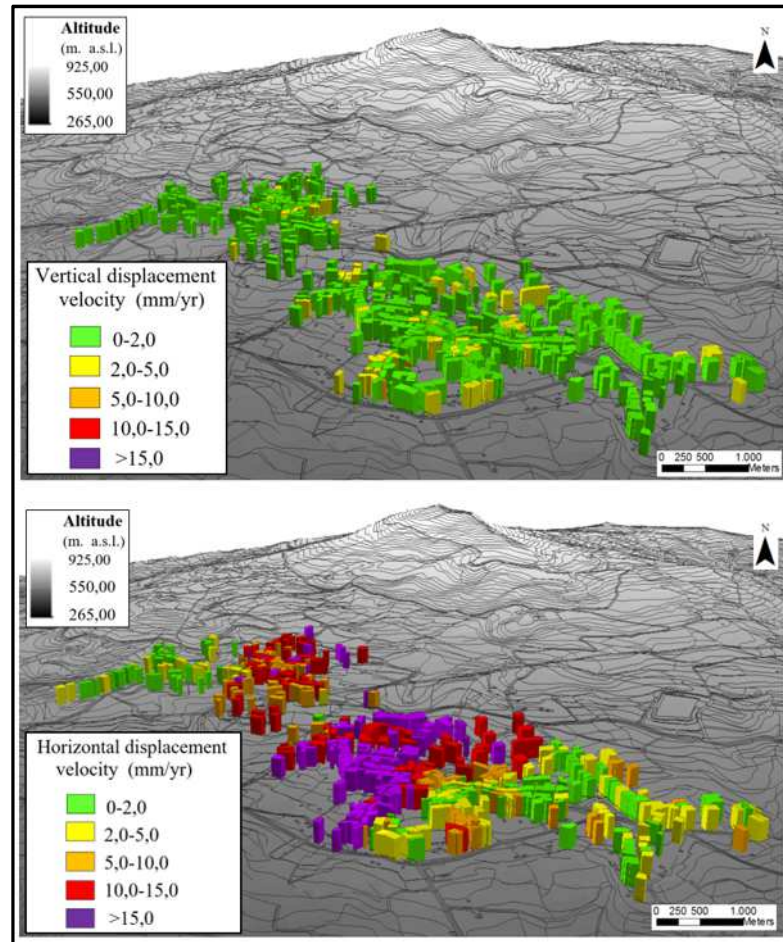 Altitude
(m. a.s.l.)
925,00
550,00
265,00
N
Vertical displacement
velocity (mm/yr)
0-2,0
2,0-5,0
5,0-10,0
10,0-15,0
>15,0
0 250 500 1.000
Meters
Altitude
(m. a.s.l.)
925,00
550,00
265,00
N
Horizontal displacement
velocity (mm/yr)
0-2,0
2,0-5,0
5,0-10,0
10,0-15,0
>15,0
0 250 500 1.000
Meters